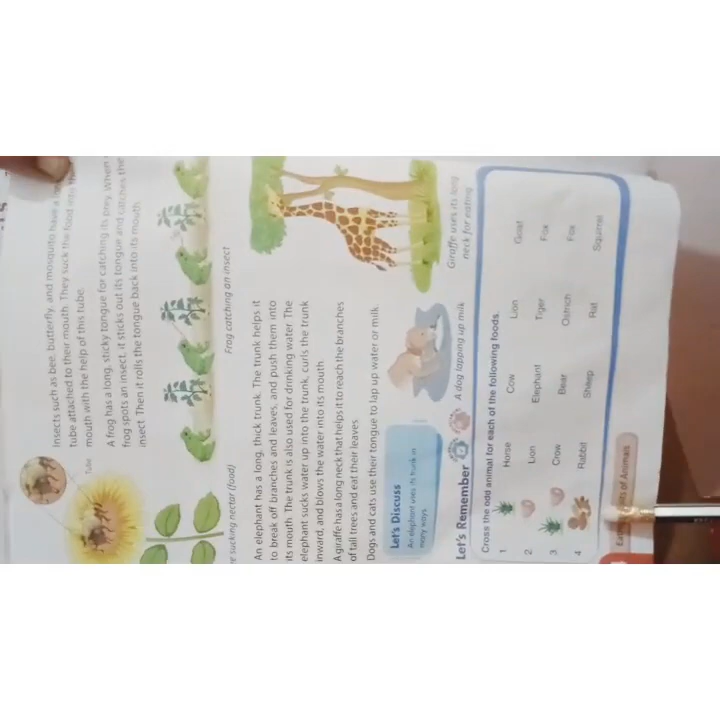 Insects such as bee, butterfly, and mosquito have a
tube attached to their mouth. They suck the food into
mouth with the help of this tube.
Tube
A frog has a long, sticky tongue for catching its prey. When
frog spots an insect, it sticks out its tongue and catches the
insect. Then it rolls the tongue back into its mouth.
sucking nectar (food)
Frog catching an insect
An elephant has a long, thick trunk. The trunk helps it
to break off branches and leaves, and push them into
its mouth. The trunk is also used for drinking water. The
elephant sucks water up into the trunk, curls the trunk
inward, and blows the water into its mouth.
A giraffe has a long neck that helps it to reach the branches
of tall trees and eat their leaves.
Dogs and cats use their tongue to lap up water or milk.
Let's Discuss
An elephant uses its trunk in
many ways.
A dog lapping up milk
Giraffe uses its long
neck for eating
Let's Remember
Cross the odd animal for each of the following foods.
1. Horse Cow Lion Goat
2. Lion Elephant Tiger Fox
3. Crow Bear Ostrich Fox
4. Rabbit Sheep Rat Squirrel
of Animals